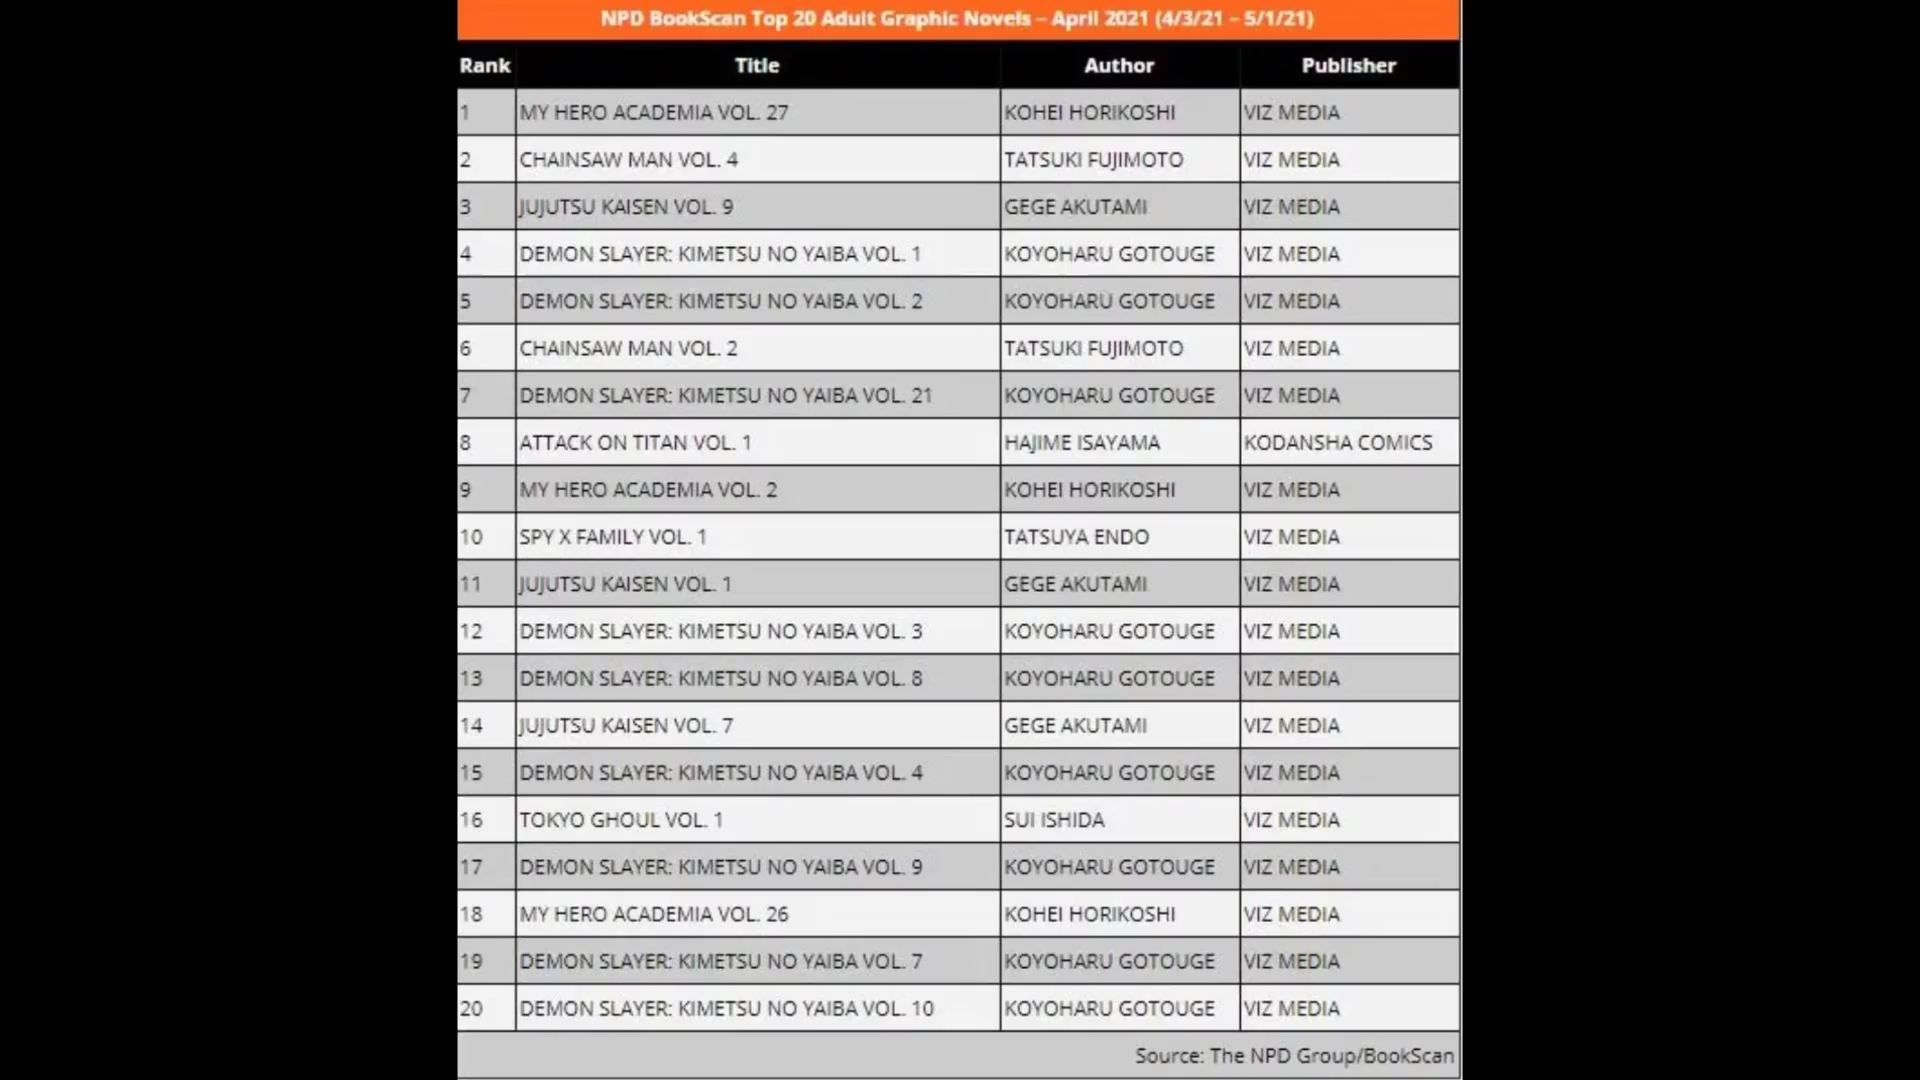 NPD BookScan Top 20 Adult Graphic Novels – April 2021 (4/3/21 – 5/1/21)
Rank Title Author Publisher
1 MY HERO ACADEMIA VOL. 27 KOHEI HORIKOSHI VIZ MEDIA
2 CHAINSAW MAN VOL. 4 TATSUKI FUJIMOTO VIZ MEDIA
3 JUJUTSU KAISEN VOL. 9 GEGE AKUTAMI VIZ MEDIA
4 DEMON SLAYER: KIMETSU NO YAIBA VOL. 1 KOYOHARU GOTOUGE VIZ MEDIA
5 DEMON SLAYER: KIMETSU NO YAIBA VOL. 2 KOYOHARU GOTOUGE VIZ MEDIA
6 CHAINSAW MAN VOL. 2 TATSUKI FUJIMOTO VIZ MEDIA
7 DEMON SLAYER: KIMETSU NO YAIBA VOL. 21 KOYOHARU GOTOUGE VIZ MEDIA
8 ATTACK ON TITAN VOL. 1 HAJIME ISAYAMA KODANSHA COMICS
9 MY HERO ACADEMIA VOL. 2 KOHEI HORIKOSHI VIZ MEDIA
10 SPY X FAMILY VOL. 1 TATSUYA ENDO VIZ MEDIA
11 JUJUTSU KAISEN VOL. 1 GEGE AKUTAMI VIZ MEDIA
12 DEMON SLAYER: KIMETSU NO YAIBA VOL. 3 KOYOHARU GOTOUGE VIZ MEDIA
13 DEMON SLAYER: KIMETSU NO YAIBA VOL. 8 KOYOHARU GOTOUGE VIZ MEDIA
14 JUJUTSU KAISEN VOL. 7 GEGE AKUTAMI VIZ MEDIA
15 DEMON SLAYER: KIMETSU NO YAIBA VOL. 4 KOYOHARU GOTOUGE VIZ MEDIA
16 TOKYO GHOUL VOL. 1 SUI ISHIDA VIZ MEDIA
17 DEMON SLAYER: KIMETSU NO YAIBA VOL. 9 KOYOHARU GOTOUGE VIZ MEDIA
18 MY HERO ACADEMIA VOL. 26 KOHEI HORIKOSHI VIZ MEDIA
19 DEMON SLAYER: KIMETSU NO YAIBA VOL. 7 KOYOHARU GOTOUGE VIZ MEDIA
20 DEMON SLAYER: KIMETSU NO YAIBA VOL. 10 KOYOHARU GOTOUGE VIZ MEDIA
Source: The NPD Group/BookScan